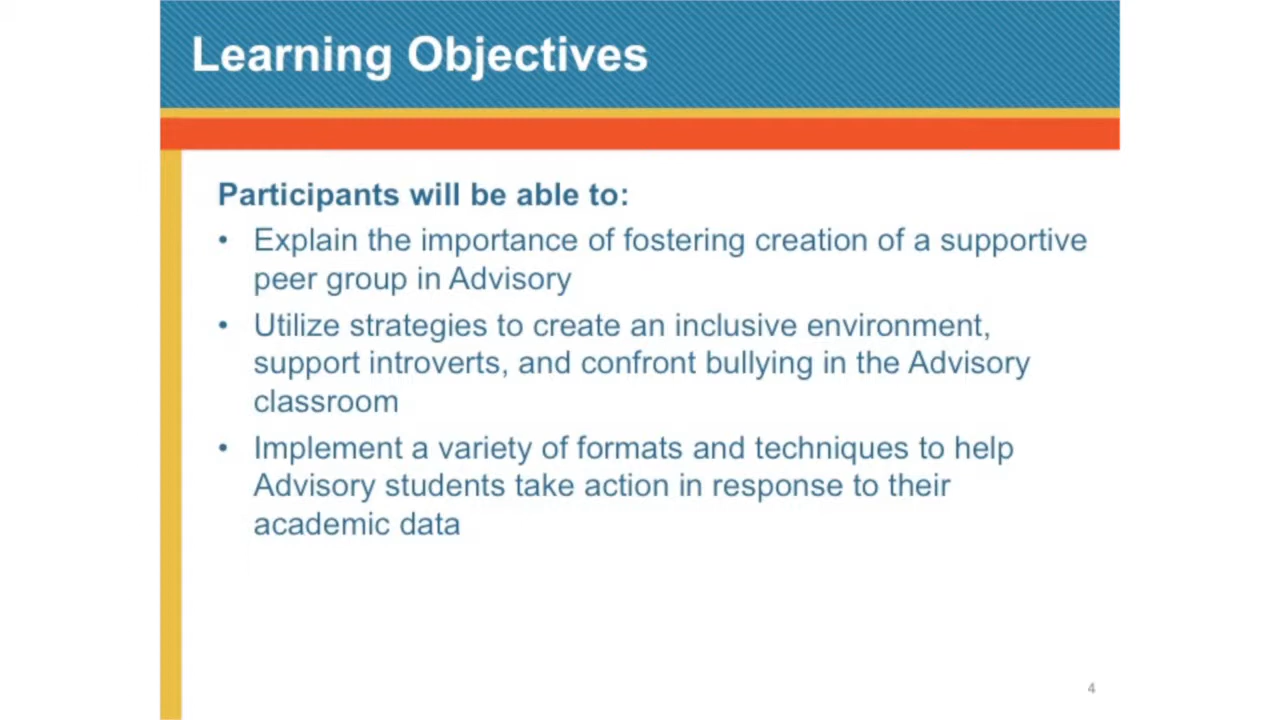 Learning Objectives
Participants will be able to:
• Explain the importance of fostering creation of a supportive
peer group in Advisory
• Utilize strategies to create an inclusive environment,
support introverts, and confront bullying in the Advisory
classroom
• Implement a variety of formats and techniques to help
Advisory students take action in response to their
academic data
4